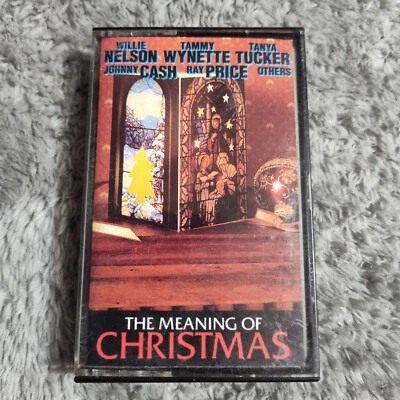 WILLIE TAMMY TANYA
NELSON WYNETTE TUCKER
JOHNNY CASH RAY PRICE OTHERS
THE MEANING OF
CHRISTMAS